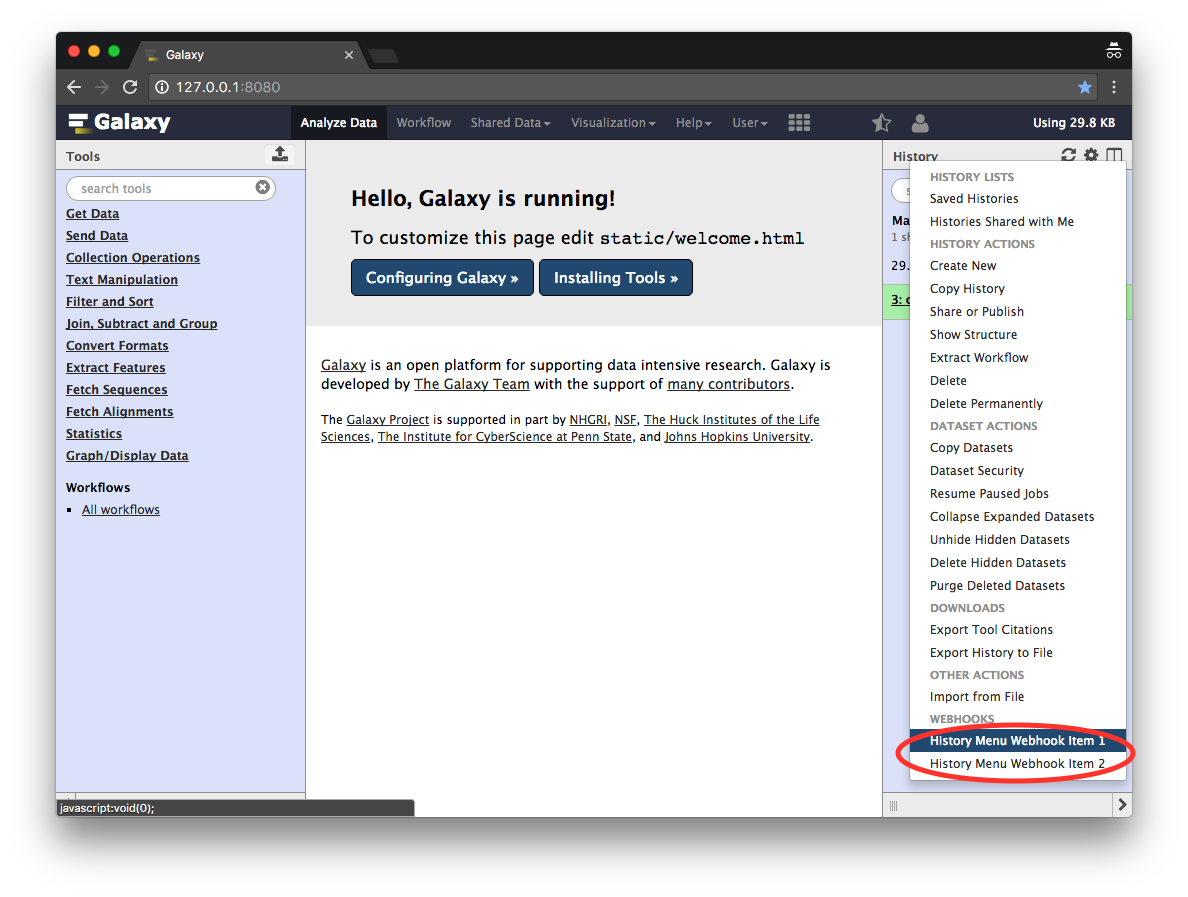 Galaxy
127.0.0.1:8080
Galaxy
Analyze Data Workflow Shared Data Visualization Help User Using 29.8 KB
Tools
search tools
Get Data
Send Data
Collection Operations
Text Manipulation
Filter and Sort
Join, Subtract and Group
Convert Formats
Extract Features
Fetch Sequences
Fetch Alignments
Statistics
Graph/Display Data
Workflows
All workflows
javascript:void(0);
Hello, Galaxy is running!
To customize this page edit static/welcome.html
Configuring Galaxy » Installing Tools »
Galaxy is an open platform for supporting data intensive research. Galaxy is
developed by The Galaxy Team with the support of many contributors.
The Galaxy Project is supported in part by NHGRI, NSF, The Huck Institutes of the Life
Sciences, The Institute for CyberScience at Penn State, and Johns Hopkins University.
History
29.
3:
HISTORY LISTS
Saved Histories
Histories Shared with Me
HISTORY ACTIONS
Create New
Copy History
Share or Publish
Show Structure
Extract Workflow
Delete
Delete Permanently
DATASET ACTIONS
Copy Datasets
Dataset Security
Resume Paused Jobs
Collapse Expanded Datasets
Unhide Hidden Datasets
Delete Hidden Datasets
Purge Deleted Datasets
DOWNLOADS
Export Tool Citations
Export History to File
OTHER ACTIONS
Import from File
WEBHOOKS
History Menu Webhook Item 1
History Menu Webhook Item 2